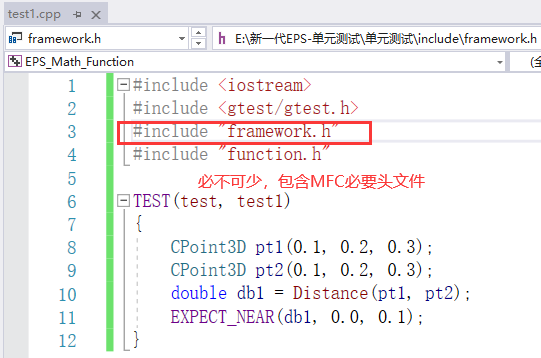 test1.cpp
framework.h
E:\新一代EPS-单元测试\单元测试\include\framework.h
EPS_Math_Function
1 #include <iostream>
2 #include <gtest/gtest.h>
3 #include "framework.h"
4 #include "function.h"
5 必不可少，包含MFC必要头文件
6 TEST(test, test1)
7 {
8 CPoint3D pt1(0.1, 0.2, 0.3);
9 CPoint3D pt2(0.1, 0.2, 0.3);
10 double db1 = Distance(pt1, pt2);
11 EXPECT_NEAR(db1, 0.0, 0.1);
12 }